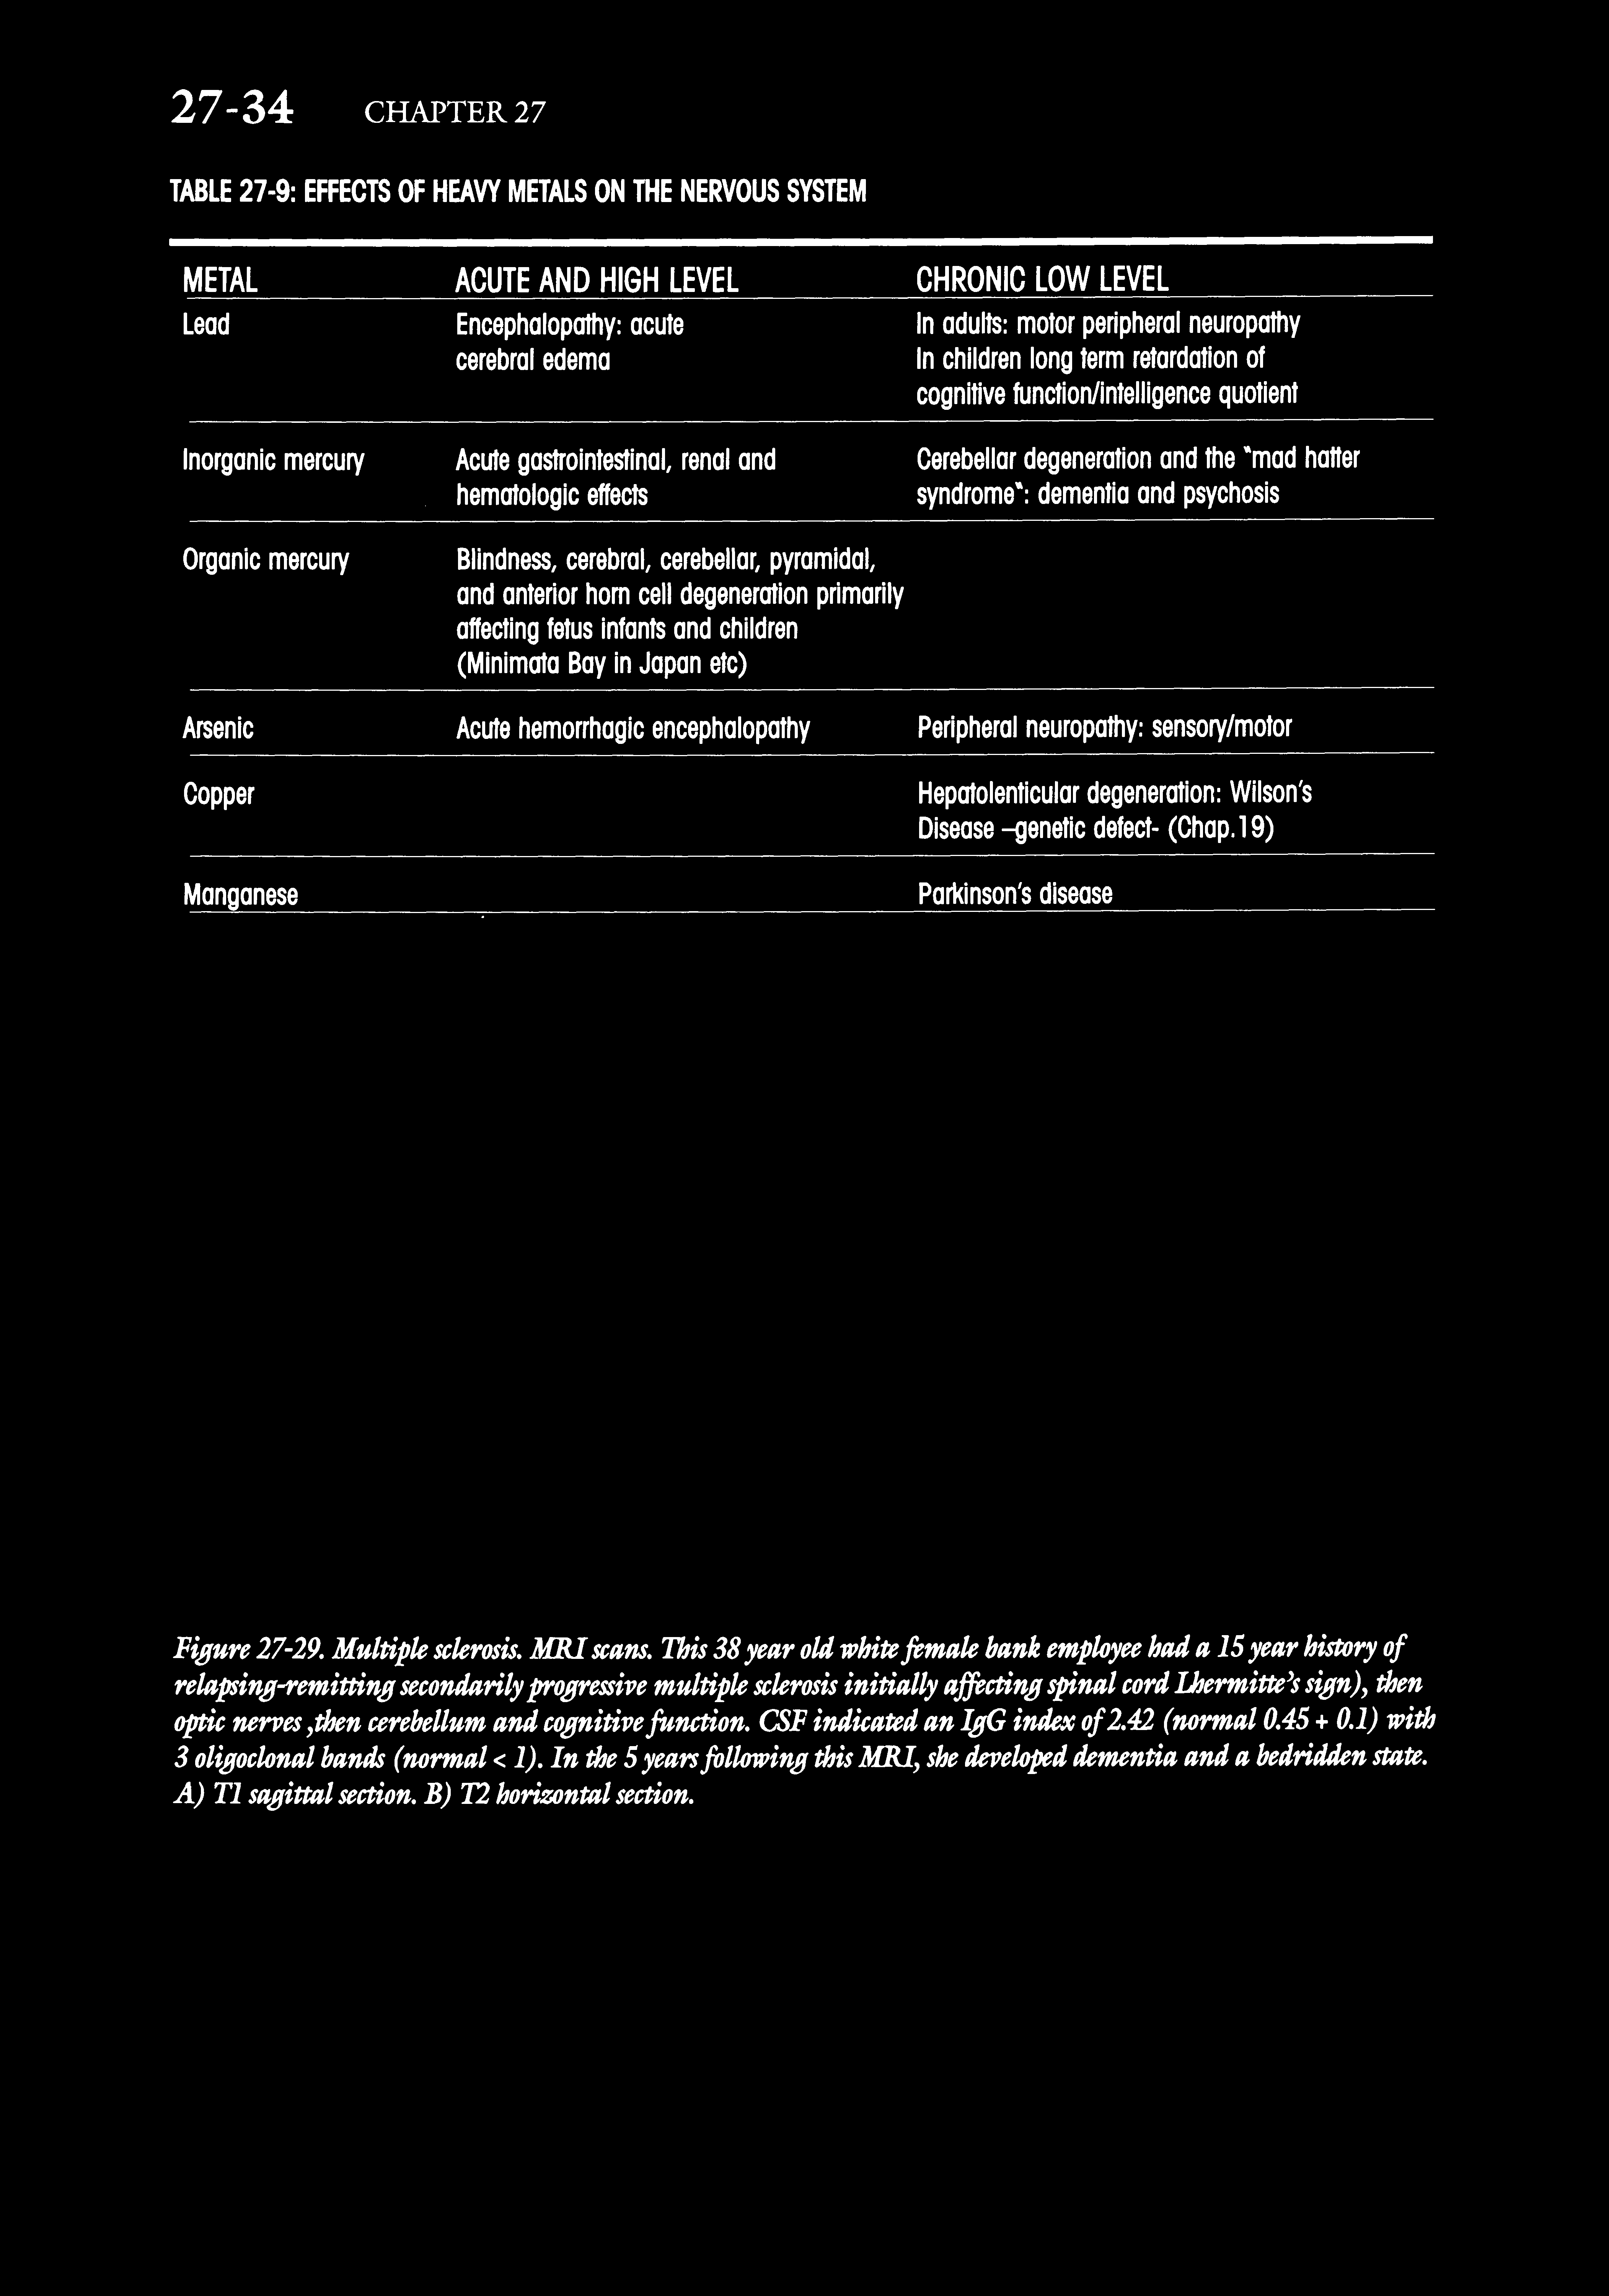 27-34 CHAPTER 27
TABLE 27-9: EFFECTS OF HEAVY METALS ON THE NERVOUS SYSTEM
METAL ACUTE AND HIGH LEVEL CHRONIC LOW LEVEL
Lead Encephalopathy: acute In adults: motor peripheral neuropathy
cerebral edema In children long term retardation of
cognitive function/intelligence quotient
Inorganic mercury Acute gastrointestinal, renal and Cerebellar degeneration and the "mad hatter
hematologic effects syndrome": dementia and psychosis
Organic mercury Blindness, cerebral, cerebellar, pyramidal,
and anterior horn cell degeneration primarily
affecting fetus infants and children
(Minimata Bay in Japan etc)
Arsenic Acute hemorrhagic encephalopathy Peripheral neuropathy: sensory/motor
Copper Hepatolenticular degeneration: Wilson's
Disease –genetic defect- (Chap.19)
Manganese Parkinson's disease
Figure 27-29. Multiple sclerosis. MRI scans. This 38 year old white female bank employee had a 15 year history of
relapsing-remitting secondarily progressive multiple sclerosis initially affecting spinal cord Lhermitte's sign), then
optic nerves ,then cerebellum and cognitive function. CSF indicated an IgG index of 2.42 (normal 0.45 + 0.1) with
3 oligoclonal bands (normal < 1). In the 5 years following this MRI, she developed dementia and a bedridden state.
A) T1 sagittal section. B) T2 horizontal section.